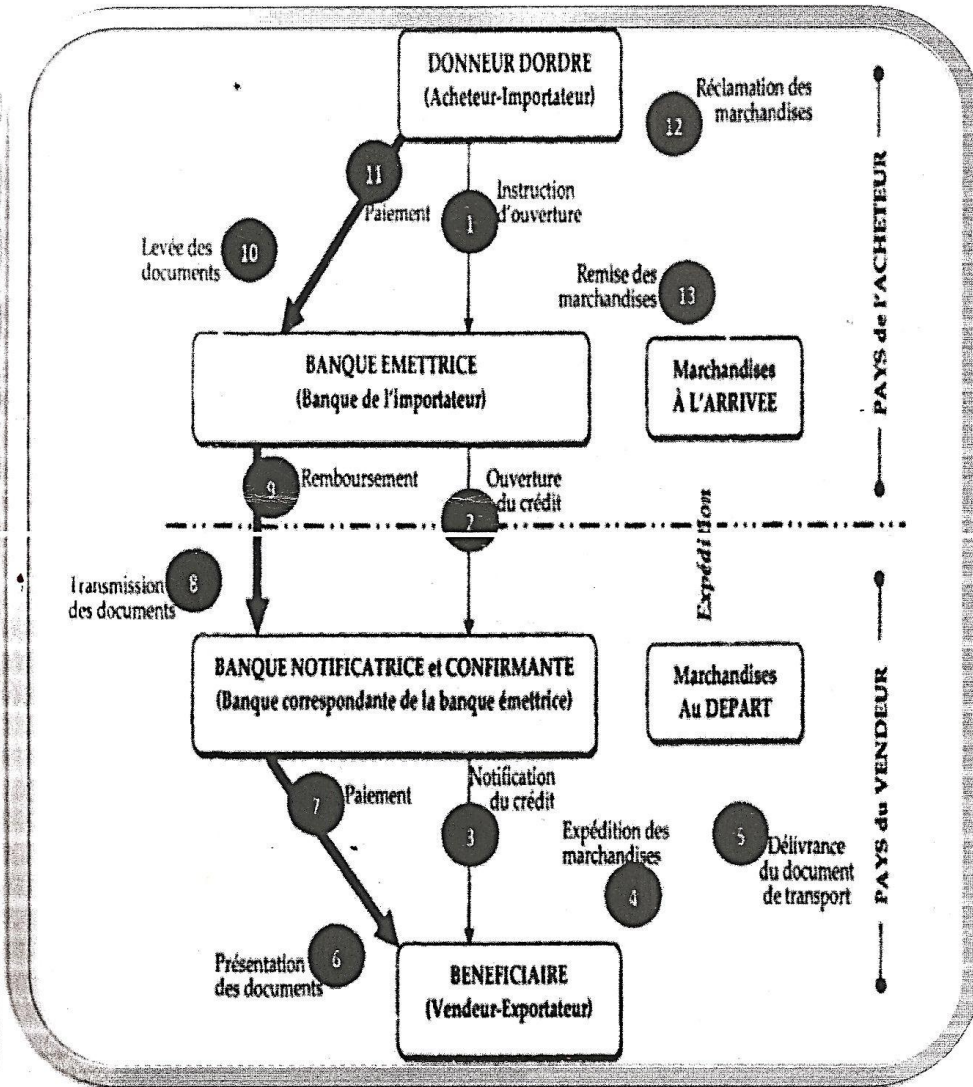 DONNEUR DORDRE
(Acheteur-Importateur)
12
Réclamation des
marchandises
11
Paiement
1
Instruction
d'ouverture
Levée des
documents
10
Remise des
marchandises
13
PAYS de l'ACHETEUR
BANQUE EMETTRICE
(Banque de l'importateur)
Marchandises
À L'ARRIVEE
9
Remboursement
Ouverture
du crédit
2
Expédition
Transmission
des documents
8
BANQUE NOTIFICATRICE et CONFIRMANTE
(Banque correspondante de la banque émettrice)
Marchandises
Au DEPART
PAYS du VENDEUR
7
Paiement
Notification
du crédit
3
Expédition des
marchandises
4
5
Délivrance
du document
de transport
Présentation
des documents
6
BENEFICIAIRE
(Vendeur-Exportateur)